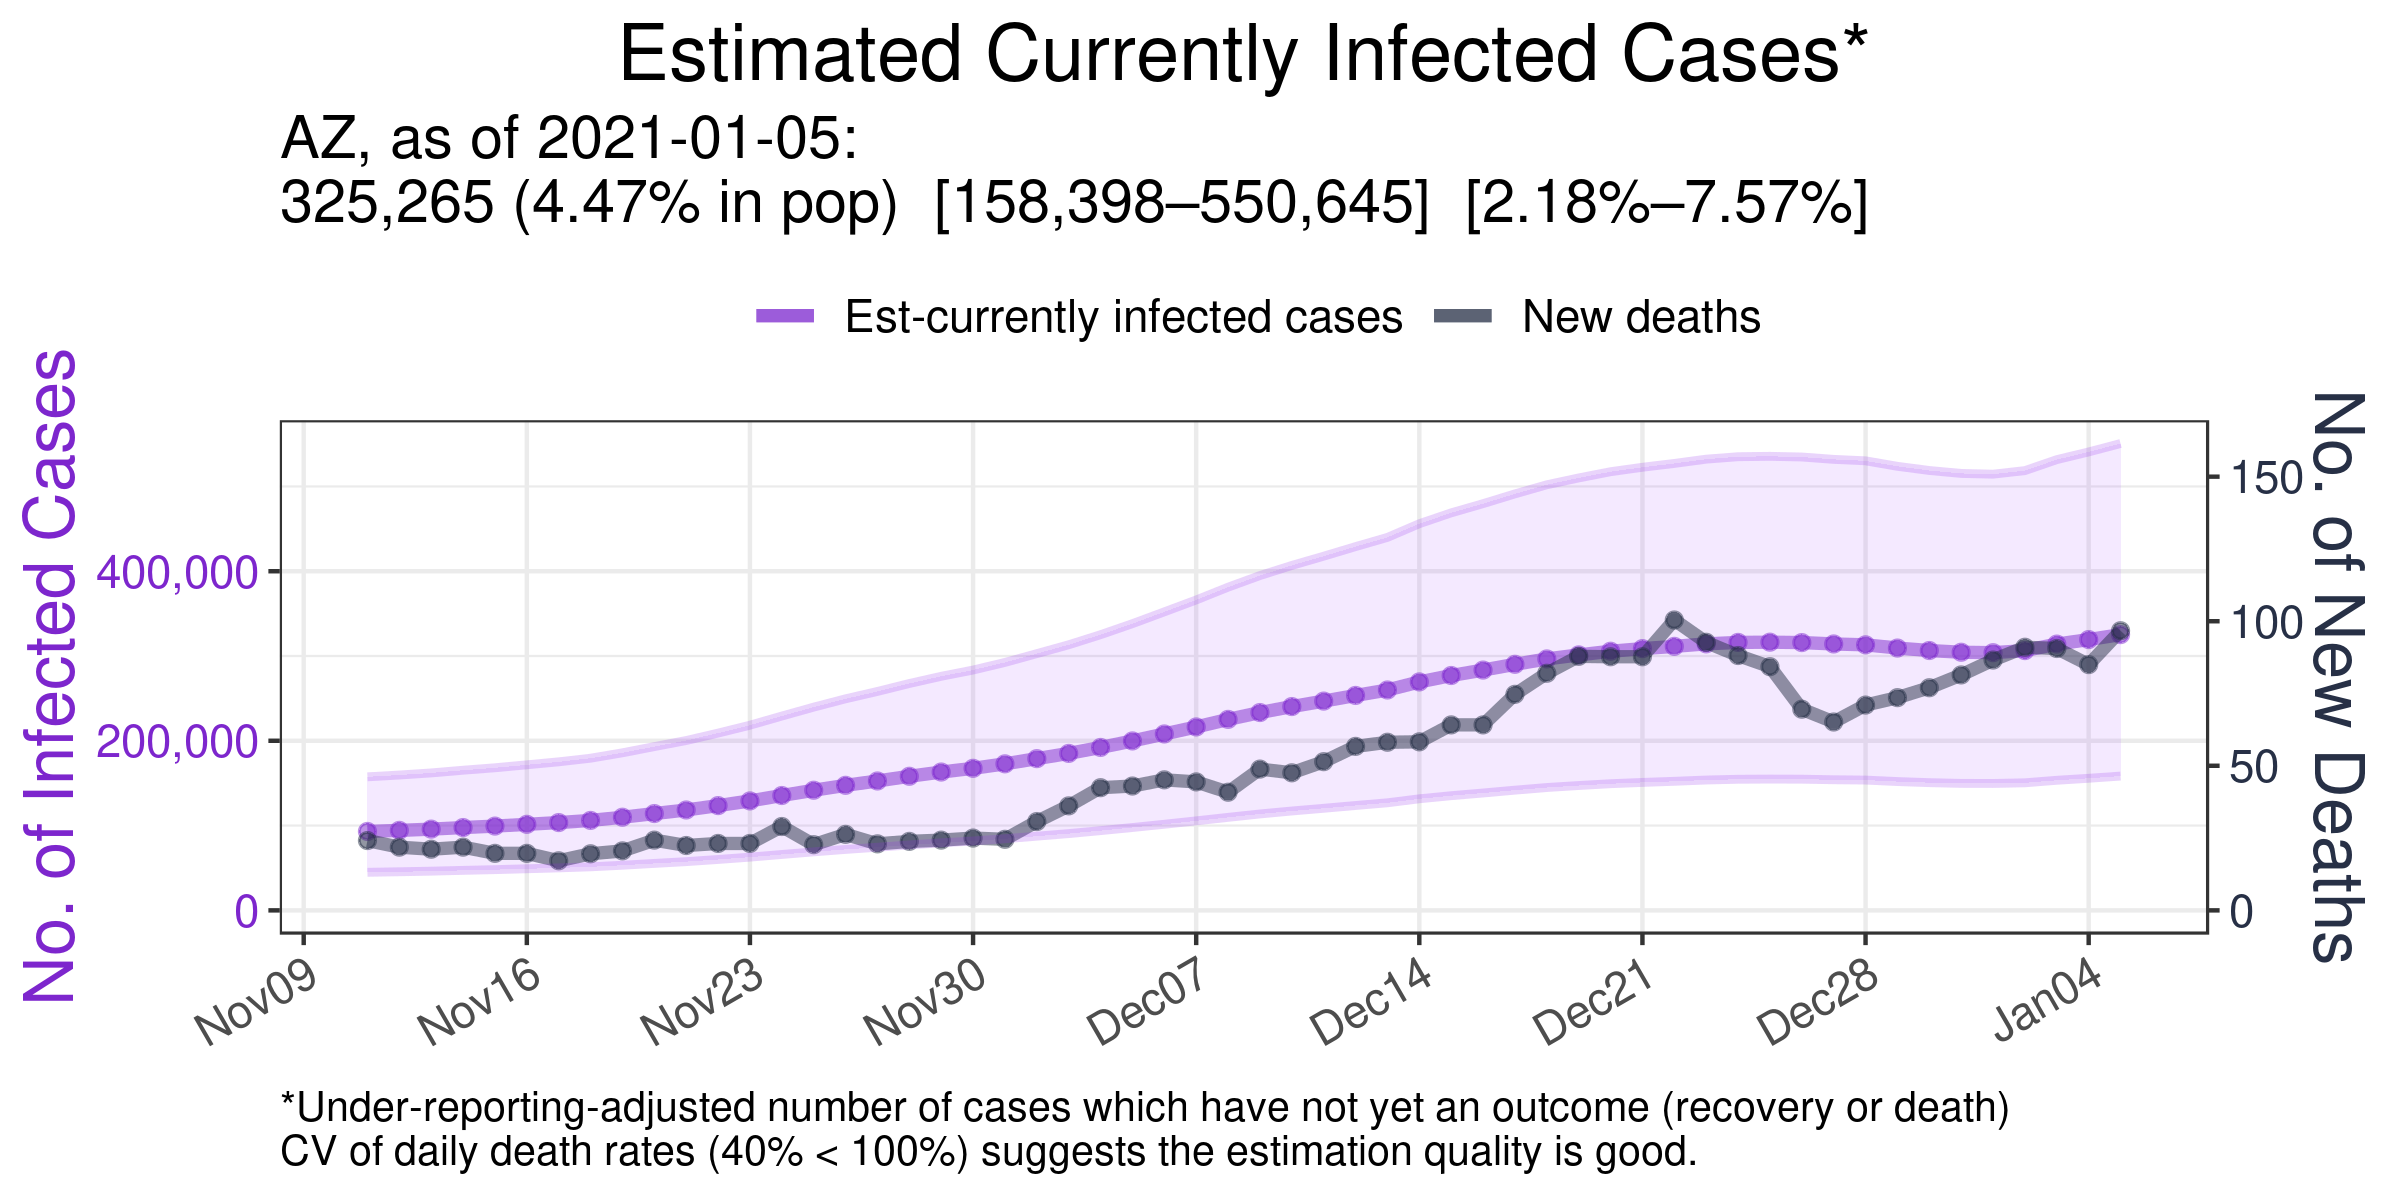 Estimated Currently Infected Cases*
AZ, as of 2021-01-05:
325,265 (4.47% in pop)  [158,398–550,645]  [2.18%–7.57%]
Est-currently infected cases
New deaths
No. of Infected Cases
400,000
200,000
0
150
100
50
0
No. of New Deaths
Nov09
Nov16
Nov23
Nov30
Dec07
Dec14
Dec21
Dec28
Jan04
*Under-reporting-adjusted number of cases which have not yet an outcome (recovery or death)
CV of daily death rates (40% < 100%) suggests the estimation quality is good.